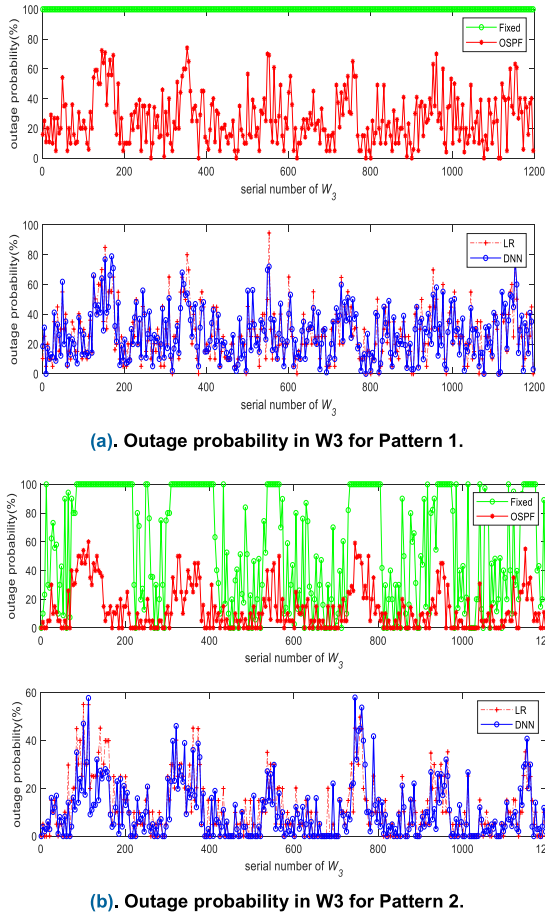 100
80
60
40
20
0
outage probability(%)
Fixed
OSPF
0 200 400 600 800 1000 1200
serial number of W3
100
80
60
40
20
0
outage probability(%)
LR
DNN
0 200 400 600 800 1000 1200
serial number of W3
(a). Outage probability in W3 for Pattern 1.
100
80
60
40
20
0
outage probability(%)
Fixed
OSPF
0 200 400 600 800 1000
serial number of W3
60
40
20
0
outage probability(%)
LR
DNN
0 200 400 600 800 1000
serial number of W3
(b). Outage probability in W3 for Pattern 2.